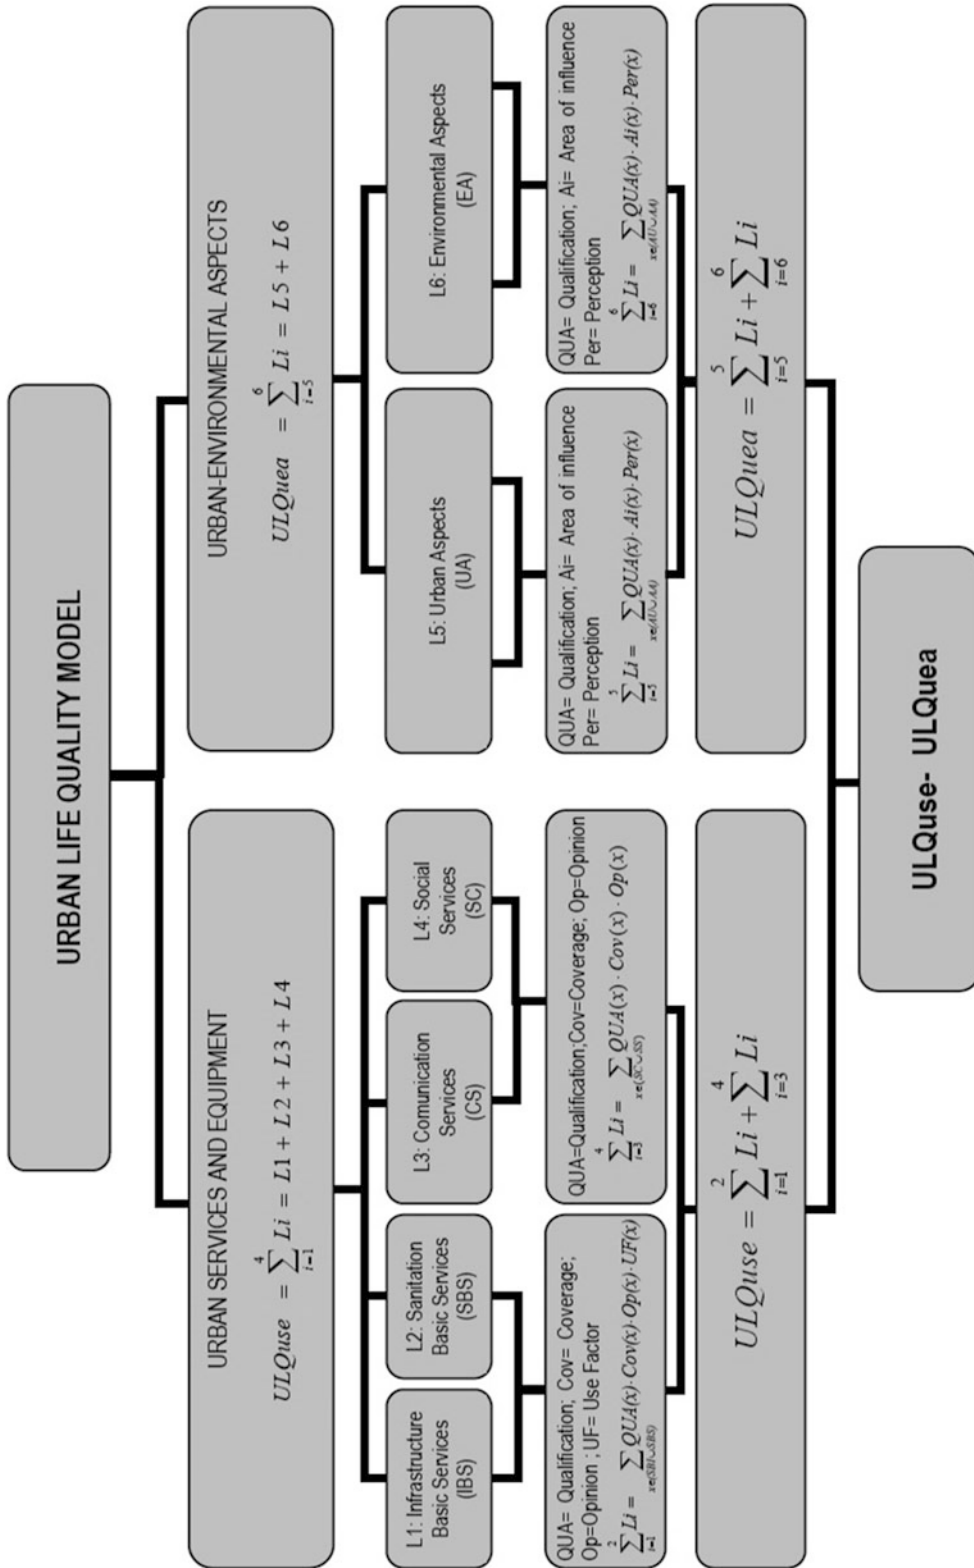 URBAN LIFE QUALITY MODEL
URBAN SERVICES AND EQUIPMENT
ULQuse = ∑_{i=1}^{4} Li = L1 + L2 + L3 + L4
URBAN-ENVIRONMENTAL ASPECTS
ULQuea = ∑_{i=5}^{6} Li = L5 + L6
L1: Infrastructure
Basic Services
(IBS)
L2: Sanitation
Basic Services
(SBS)
L3: Comunication
Services
(CS)
L4: Social
Services
(SC)
L5: Urban Aspects
(UA)
L6: Environmental Aspects
(EA)
QUA= Qualification; Cov= Coverage;
Op=Opinion ; UF= Use Factor
∑_{i=1}^{2} Li = ∑_{x∈(SBI∪SBS)} QUA(x)· Cov(x)· Op(x)· UF(x)
QUA=Qualification;Cov=Coverage; Op=Opinion
∑_{i=3}^{4} Li = ∑_{x∈(SC∪SS)} QUA(x) · Cov(x) · Op(x)
QUA= Qualification; Ai= Area of influence
Per= Perception
∑_{i=5}^{5} Li = ∑_{x∈(AU∪AA)} QUA(x)· Ai(x)· Per(x)
QUA= Qualification; Ai= Area of influence
Per= Perception
∑_{i=6}^{6} Li = ∑_{x∈(AU∪AA)} QUA(x)· Ai(x)· Per(x)
ULQuse = ∑_{i=1}^{2} Li + ∑_{i=3}^{4} Li
ULQuea = ∑_{i=5}^{5} Li + ∑_{i=6}^{6} Li
ULQuse- ULQuea